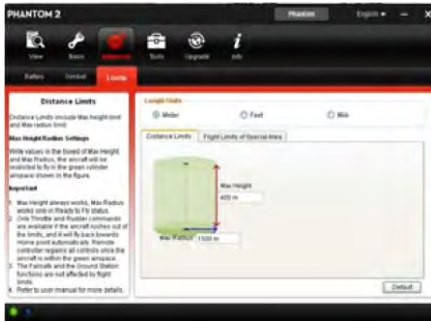 PHANTOM 2
Phantom English
View Basic Advanced Tools Upgrade Info
Battery Gimbal Limits
Distance Limits
Distance Limits include Max height limit
and Max radius limit.
Max Height/Radius Settings
Write values in the boxed of Max Height
and Max Radius, the aircraft will be
restricted to fly in the green cylinder
airspace shown in the figure.
Important
1. Max Height always works, Max Radius
works only in Ready to Fly status.
2. Only Throttle and Rudder commands
are available if the aircraft rushes out of
the limits, and it will fly back towards
Home point automatically. Remote
controller regains all controls once the
aircraft is within the green airspace.
3. The Failsafe and the Ground Station
functions are not affected by flight
limits.
4. Refer to user manual for more details.
Length Units
Meter Feet Mile
Distance Limits Flight Limits of Special Area
Max Height
400 m
Max Radius 1500 m
Default